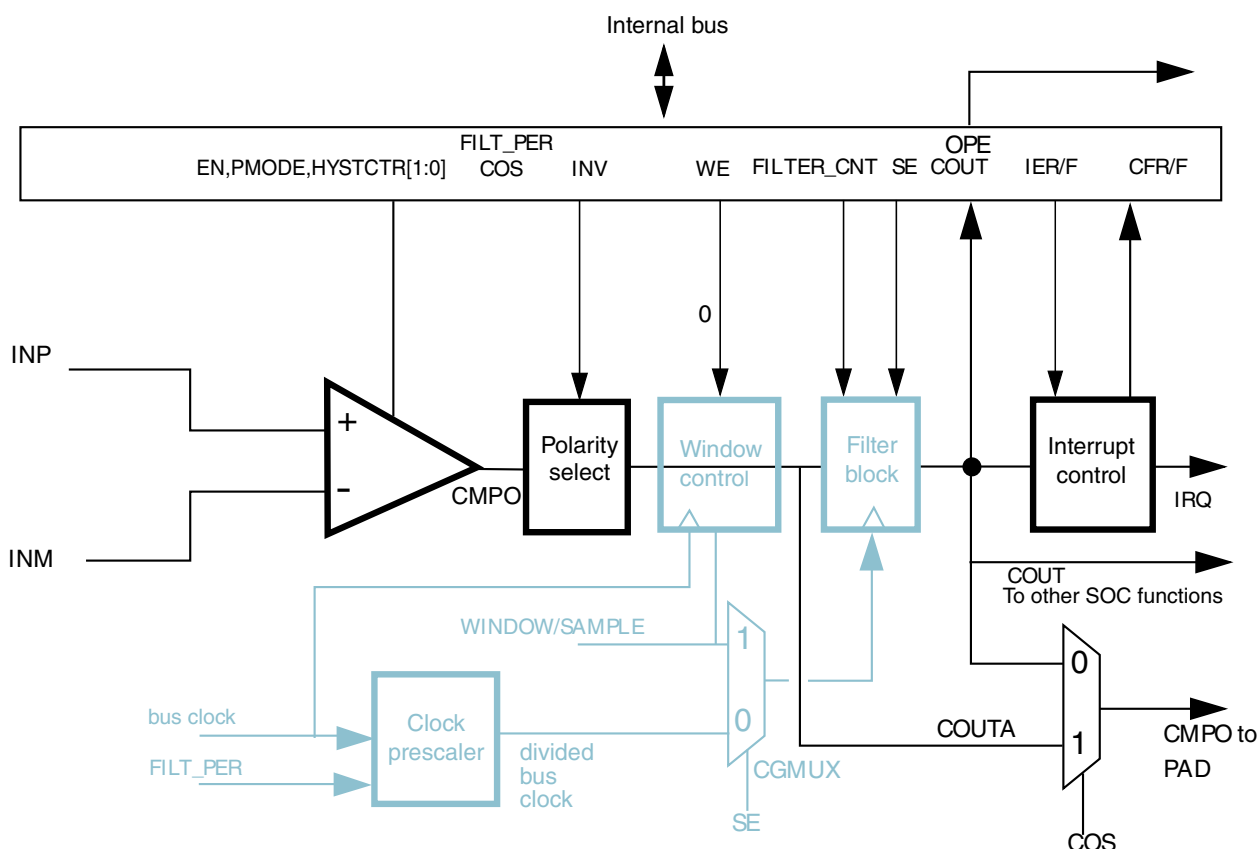 Internal bus
FILT_PER
OPE
EN,PMODE,HYSTCTR[1:0] COS INV WE FILTER_CNT SE COUT IER/F CFR/F
0
INP
INM
+
-
CMPO
Polarity
select
Window
control
Filter
block
Interrupt
control
IRQ
COUT
To other SOC functions
WINDOW/SAMPLE
1
0
0
1
bus clock
FILT_PER
Clock
prescaler
divided
bus
clock
CGMUX
SE
COUTA
CMPO to
PAD
COS